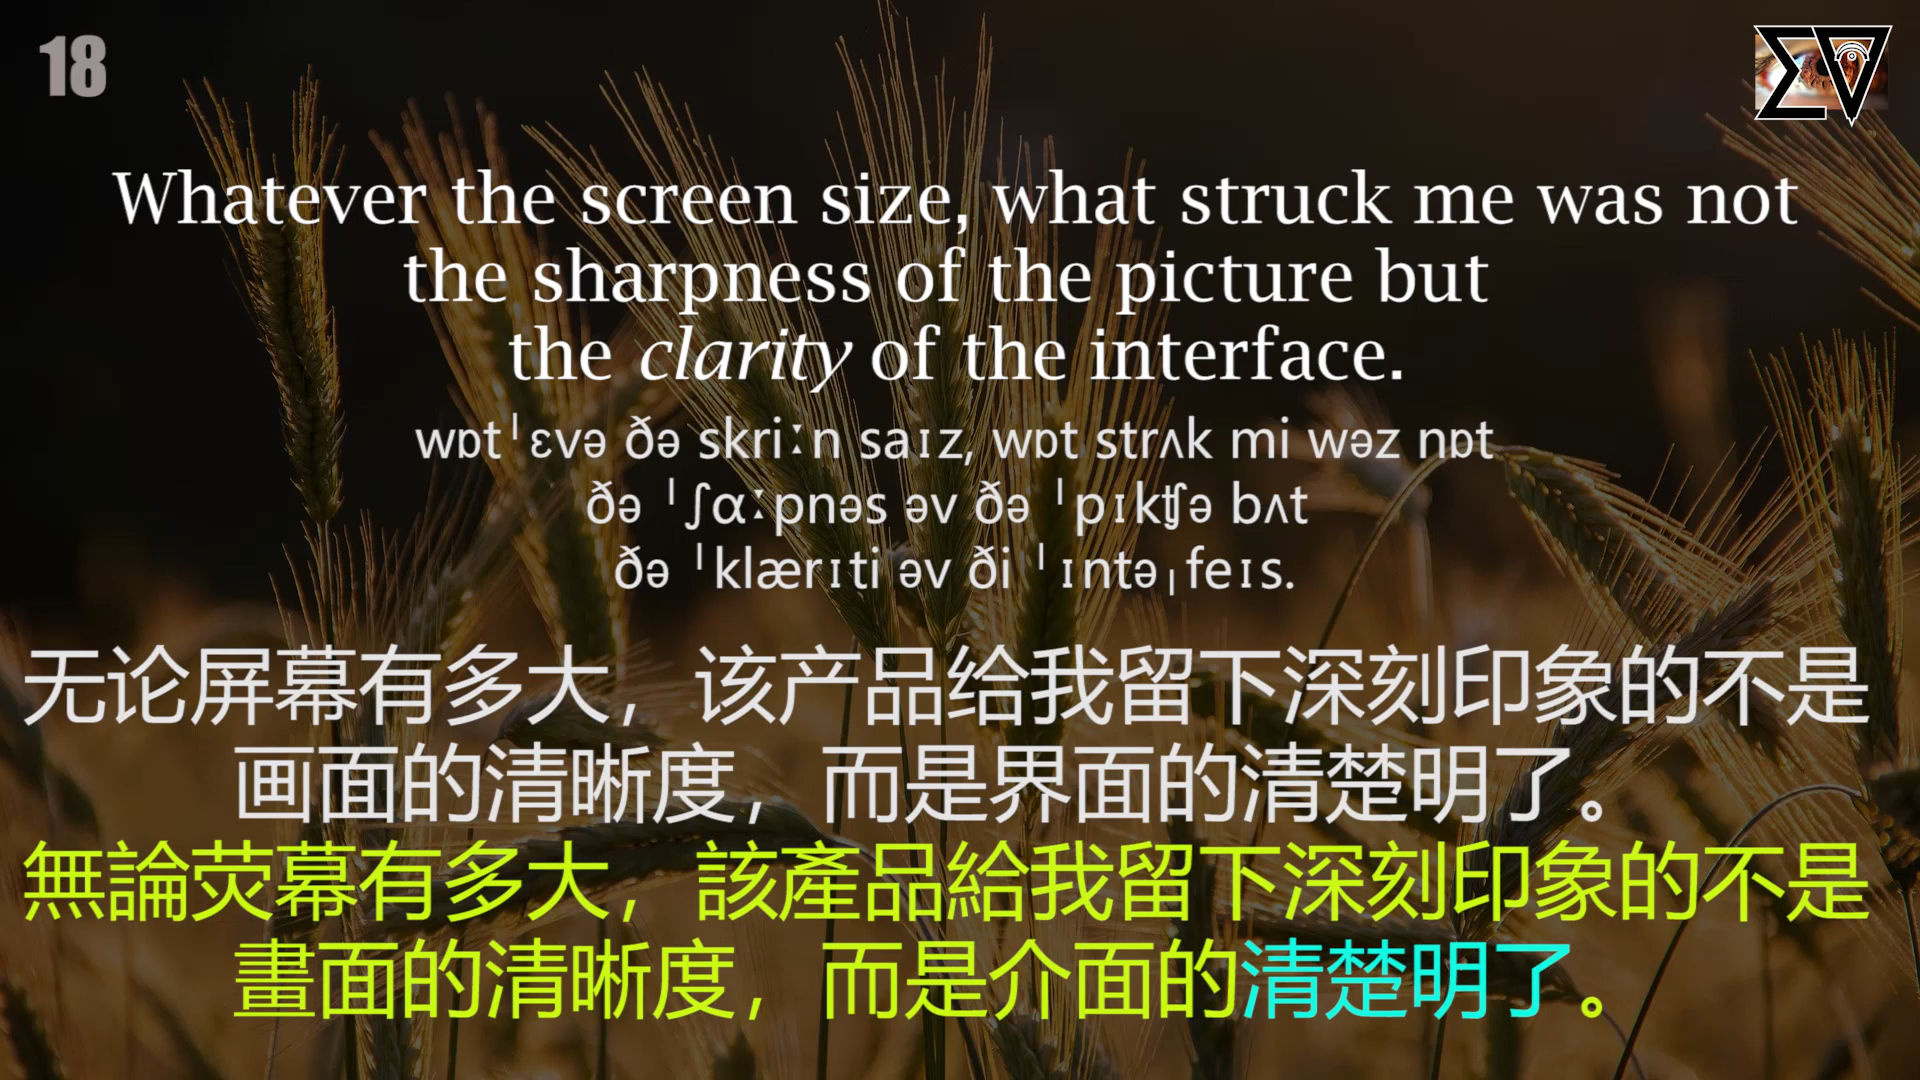 18
Whatever the screen size, what struck me was not
the sharpness of the picture but
the clarity of the interface.
wɒtˈɛvə ðə skriːn saɪz, wɒt strʌk mi wəz nɒt
ðə ˈʃɑːpnəs əv ðə ˈpɪkʧə bʌt
ðə ˈklærɪti əv ði ˈɪntəˌfeɪs.
无论屏幕有多大，该产品给我留下深刻印象的不是
画面的清晰度，而是界面的清楚明了。
無論荧幕有多大，該產品給我留下深刻印象的不是
畫面的清晰度，而是介面的清楚明了。